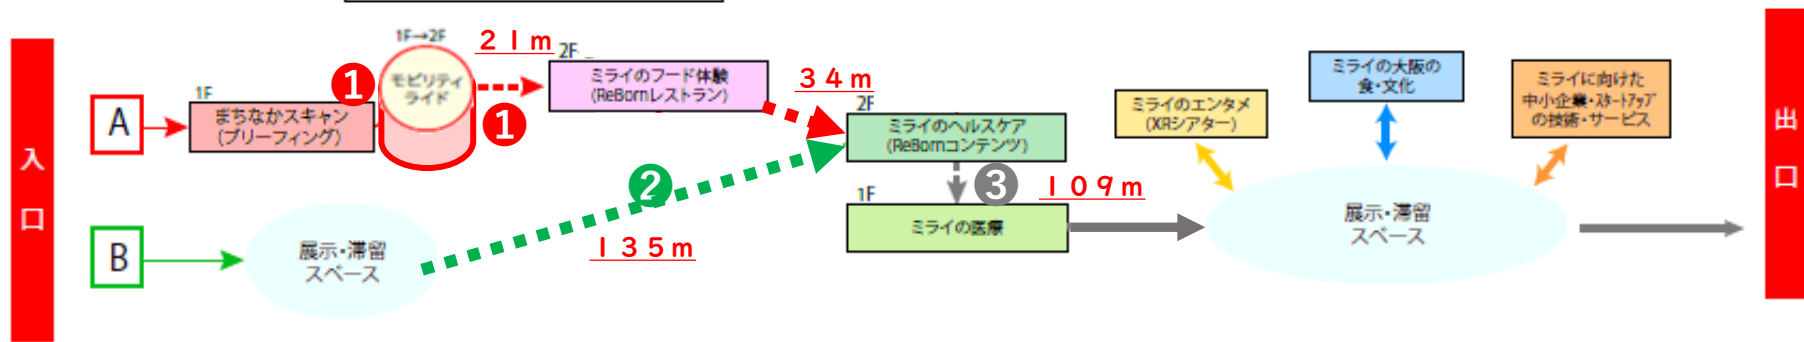 入
口
A
B
1F
まちなかスキャン
(ブリーフィング)
❶
1F→2F
モビリティ
ライド
❶
21m
2F
ミライのフード体験
(ReBornレストラン)
34m
展示・滞留
スペース
❷
135m
2F
ミライのヘルスケア
(ReBornコンテンツ)
❸
109m
1F
ミライの医療
ミライのエンタメ
(XRシアター)
ミライの大阪の
食・文化
ミライに向けた
中小企業・スタートアップ
の技術・サービス
展示・滞留
スペース
出
口